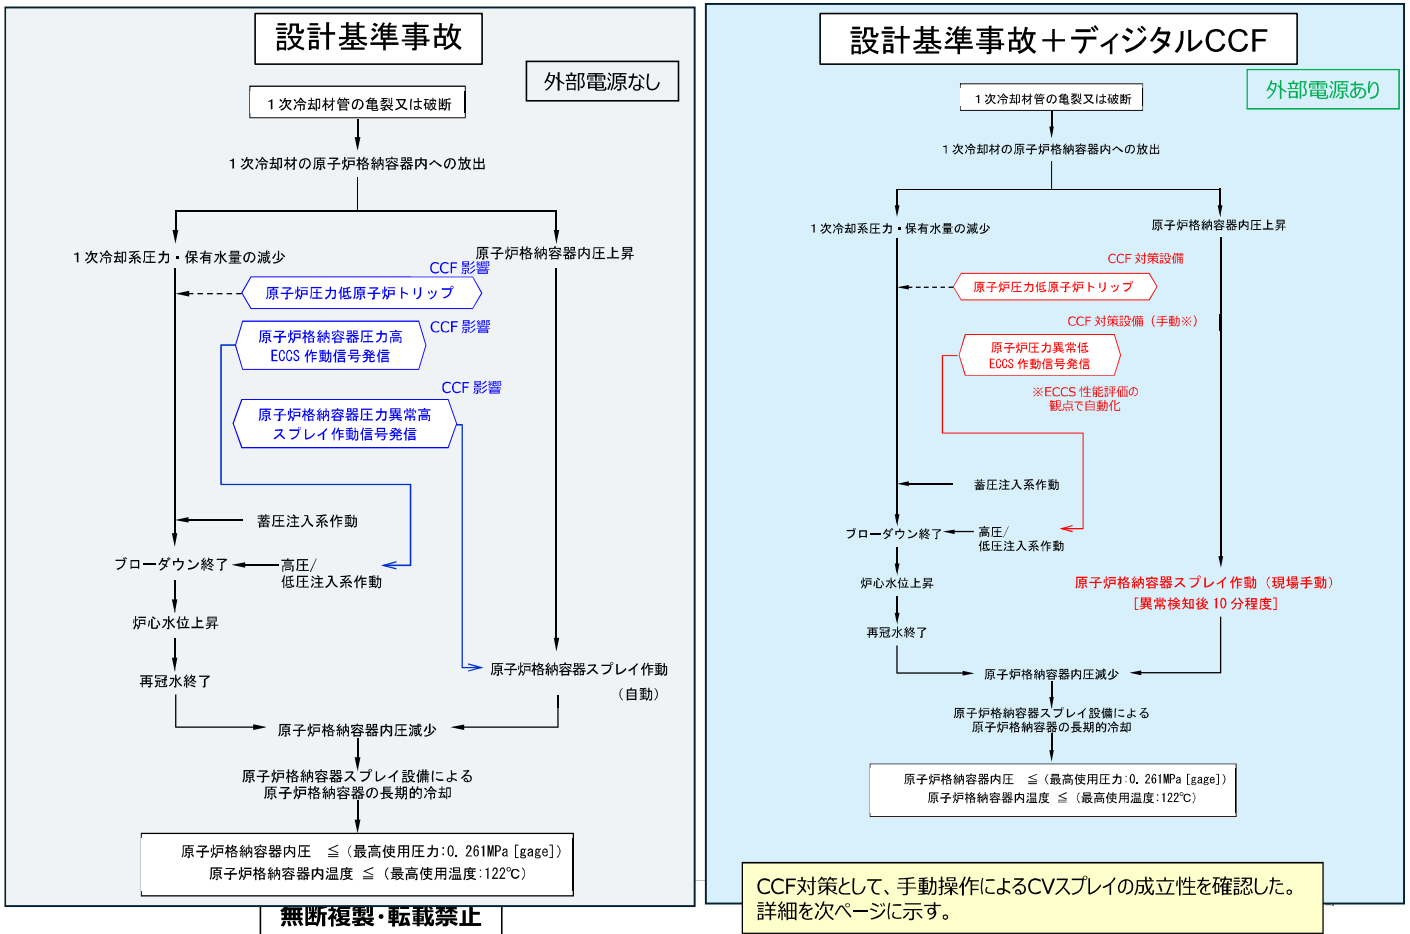 設計基準事故
外部電源なし
1次冷却材管の亀裂又は破断
1次冷却材の原子炉格納容器内への放出
1次冷却系圧力・保有水量の減少
原子炉格納容器内圧上昇
CCF影響
原子炉圧力低原子炉トリップ
CCF影響
原子炉格納容器圧力高
ECCS作動信号発信
CCF影響
原子炉格納容器圧力異常高
スプレイ作動信号発信
蓄圧注入系作動
ブローダウン終了
高圧/
低圧注入系作動
炉心水位上昇
再冠水終了
原子炉格納容器スプレイ作動
(自動)
原子炉格納容器内圧減少
原子炉格納容器スプレイ設備による
原子炉格納容器の長期的冷却
原子炉格納容器内圧 ≦(最高使用圧力:0.261MPa[gage])
原子炉格納容器内温度 ≦(最高使用温度:122℃)
無断複製・転載禁止
設計基準事故+ディジタルCCF
外部電源あり
1次冷却材管の亀裂又は破断
1次冷却材の原子炉格納容器内への放出
1次冷却系圧力・保有水量の減少
原子炉格納容器内圧上昇
CCF対策設備
原子炉圧力低原子炉トリップ
CCF対策設備(手動※)
原子炉圧力異常低
ECCS作動信号発信
※ECCS性能評価の
観点で自動化
蓄圧注入系作動
ブローダウン終了
高圧/
低圧注入系作動
炉心水位上昇
再冠水終了
原子炉格納容器スプレイ作動(現場手動)
[異常検知後10分程度]
原子炉格納容器内圧減少
原子炉格納容器スプレイ設備による
原子炉格納容器の長期的冷却
原子炉格納容器内圧 ≦(最高使用圧力:0.261MPa[gage])
原子炉格納容器内温度 ≦(最高使用温度:122℃)
CCF対策として、手動操作によるCVスプレイの成立性を確認した。
詳細を次ページに示す。